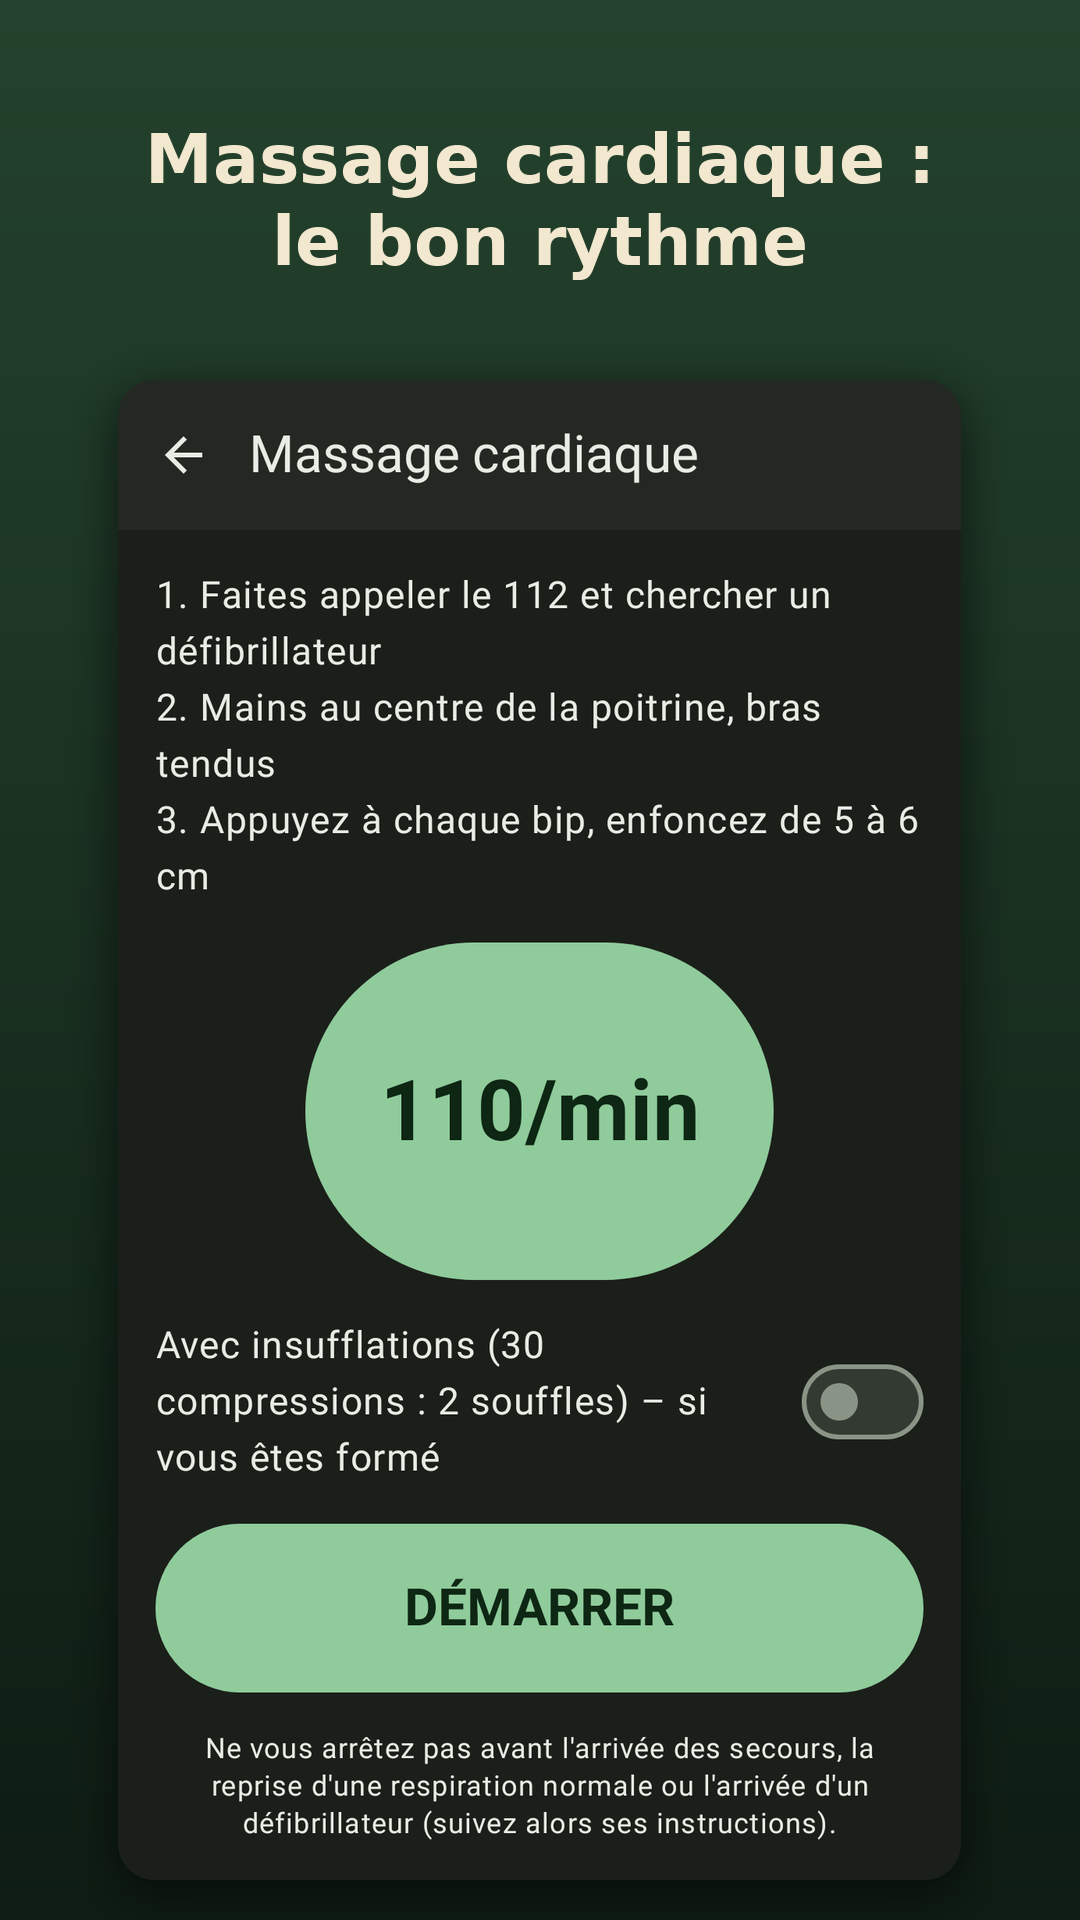 Massage cardiaque :
le bon rythme
Massage cardiaque
1. Faites appeler le 112 et chercher un
défibrillateur
2. Mains au centre de la poitrine, bras
tendus
3. Appuyez à chaque bip, enfoncez de 5 à 6
cm
110/min
Avec insufflations (30
compressions : 2 souffles) – si
vous êtes formé
DÉMARRER
Ne vous arrêtez pas avant l'arrivée des secours, la
reprise d'une respiration normale ou l'arrivée d'un
défibrillateur (suivez alors ses instructions).